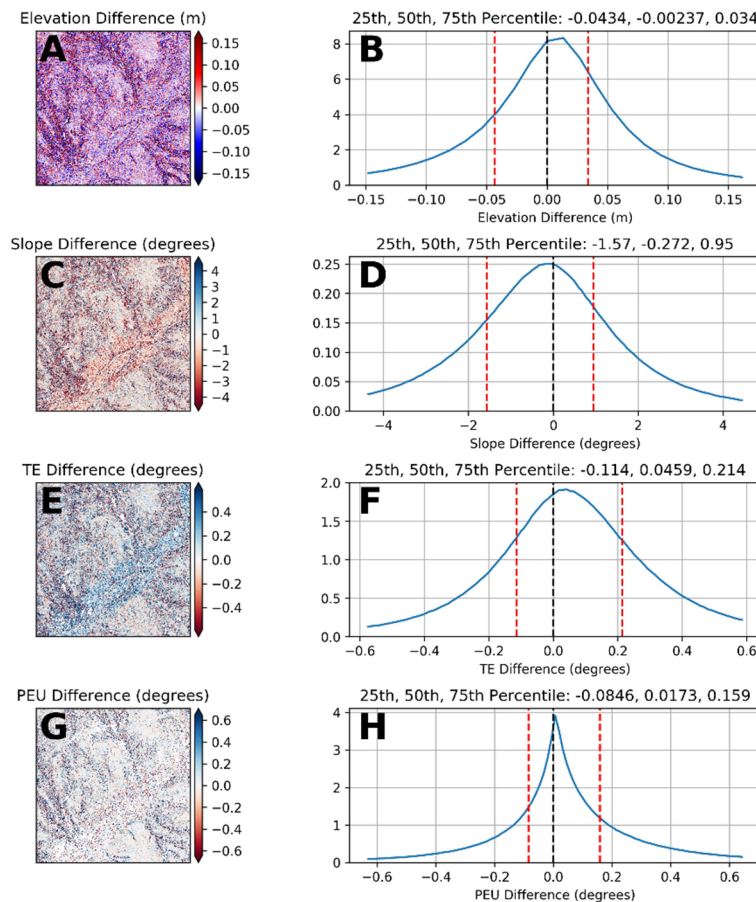 Elevation Difference (m)
A
0.15
0.10
0.05
0.00
−0.05
−0.10
−0.15
25th, 50th, 75th Percentile: -0.0434, -0.00237, 0.034
B
8
6
4
2
0
−0.15 −0.10 −0.05 0.00 0.05 0.10 0.15
Elevation Difference (m)
Slope Difference (degrees)
C
4
3
2
1
0
−1
−2
−3
−4
25th, 50th, 75th Percentile: -1.57, -0.272, 0.95
D
0.25
0.20
0.15
0.10
0.05
0.00
−2 0 2 4
Slope Difference (degrees)
TE Difference (degrees)
E
0.4
0.2
0.0
−0.2
−0.4
25th, 50th, 75th Percentile: -0.114, 0.0459, 0.214
F
2.0
1.5
1.0
0.5
0.0
−0.6 −0.4 −0.2 0.0 0.2 0.4 0.6
TE Difference (degrees)
PEU Difference (degrees)
G
0.6
0.4
0.2
0.0
−0.2
−0.4
−0.6
25th, 50th, 75th Percentile: -0.0846, 0.0173, 0.159
H
4
3
2
1
0
−0.6 −0.4 −0.2 0.0 0.2 0.4 0.6
PEU Difference (degrees)